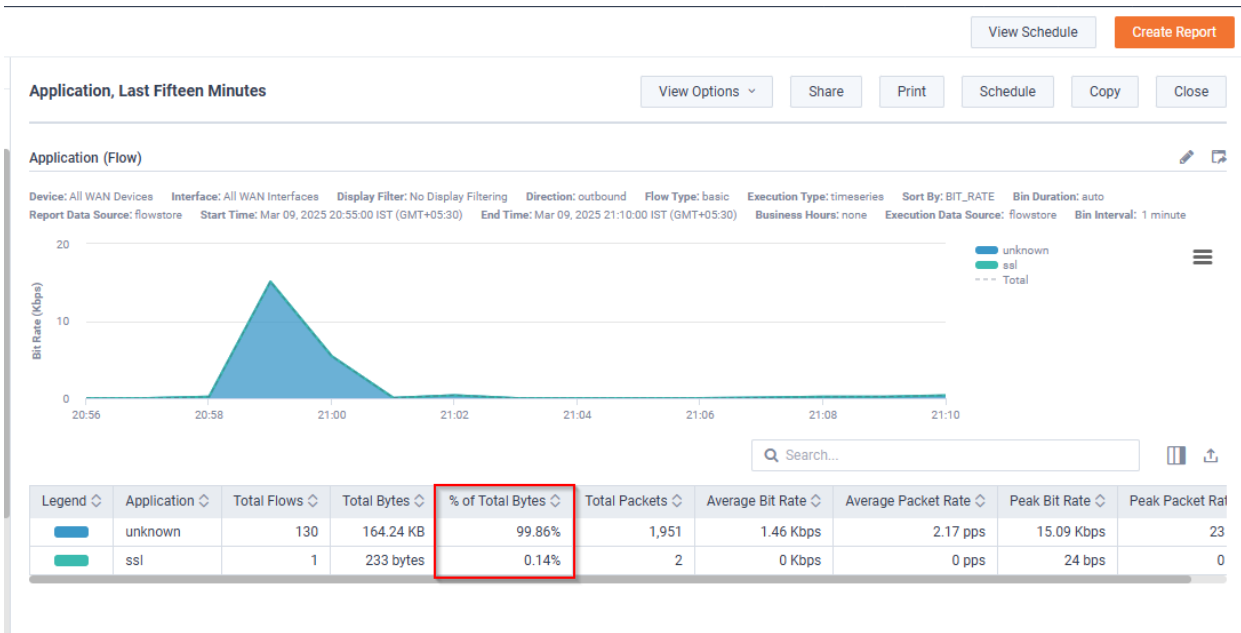 View Schedule Create Report
Application, Last Fifteen Minutes View Options Share Print Schedule Copy Close
Application (Flow)
Device: All WAN Devices Interface: All WAN Interfaces Display Filter: No Display Filtering Direction: outbound Flow Type: basic Execution Type: timeseries Sort By: BIT_RATE Bin Duration: auto
Report Data Source: flowstore Start Time: Mar 09, 2025 20:55:00 IST (GMT+05:30) End Time: Mar 09, 2025 21:10:00 IST (GMT+05:30) Business Hours: none Execution Data Source: flowstore Bin Interval: 1 minute
Bit Rate (Kbps)
20
10
0
20:56 20:58 21:00 21:02 21:04 21:06 21:08 21:10
unknown
ssl
Total
Search...
Legend Application Total Flows Total Bytes % of Total Bytes Total Packets Average Bit Rate Average Packet Rate Peak Bit Rate Peak Packet Rat
unknown 130 164.24 KB 99.86% 1,951 1.46 Kbps 2.17 pps 15.09 Kbps 23
ssl 1 233 bytes 0.14% 2 0 Kbps 0 pps 24 bps 0